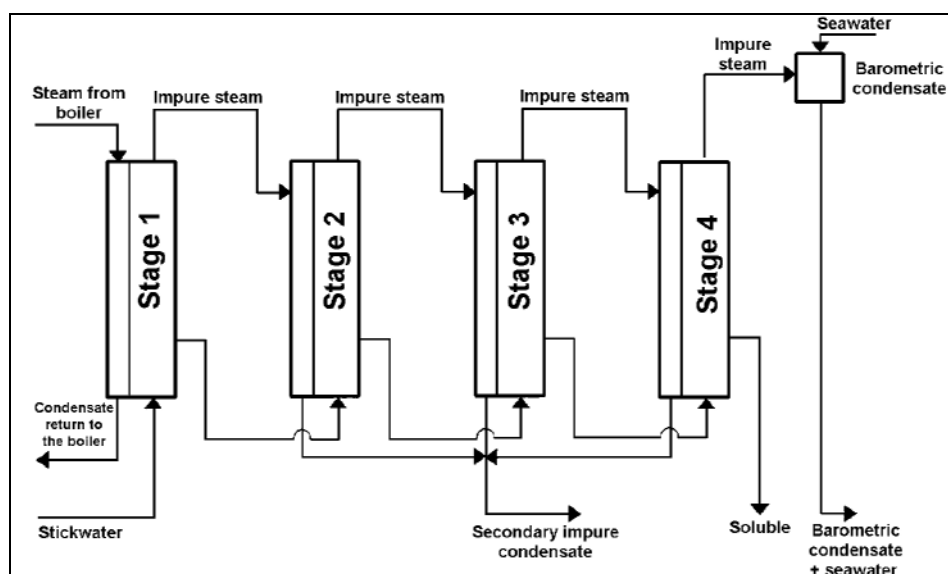 Seawater
Impure
steam
Barometric
condensate
Steam from
boiler
Impure steam
Impure steam
Impure steam
Stage 1
Stage 2
Stage 3
Stage 4
Condensate
return to
the boiler
Stickwater
Secondary impure
condensate
Soluble
Barometric
condensate
+ seawater